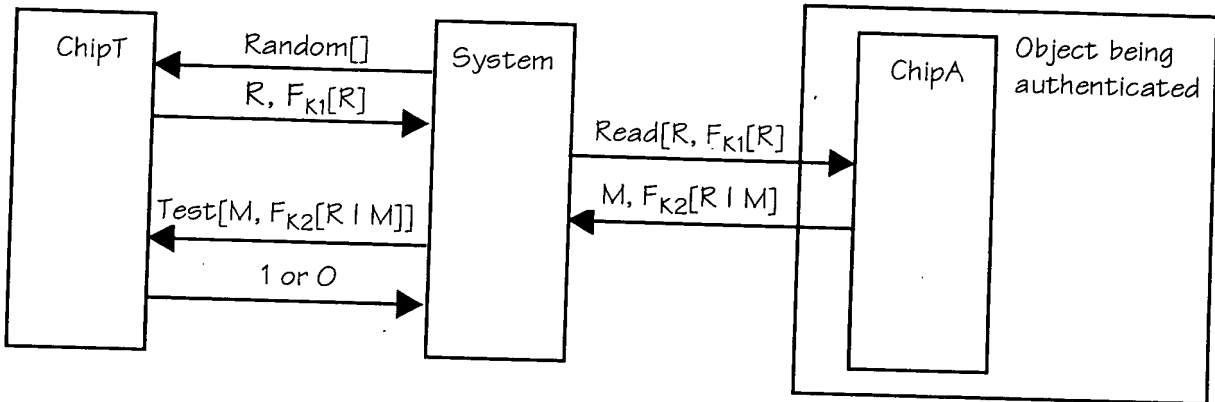 ChipT
Random[]
R, FK1[R]
Test[M, FK2[R | M]]
1 or 0
System
Read[R, FK1[R]
M, FK2[R | M]
ChipA
Object being
authenticated